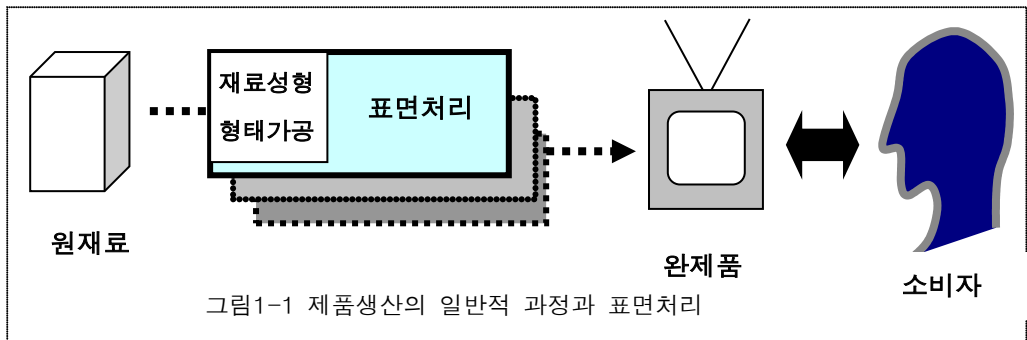 재료성형
형태가공
표면처리
원재료
완제품
소비자
그림1-1 제품생산의 일반적 과정과 표면처리